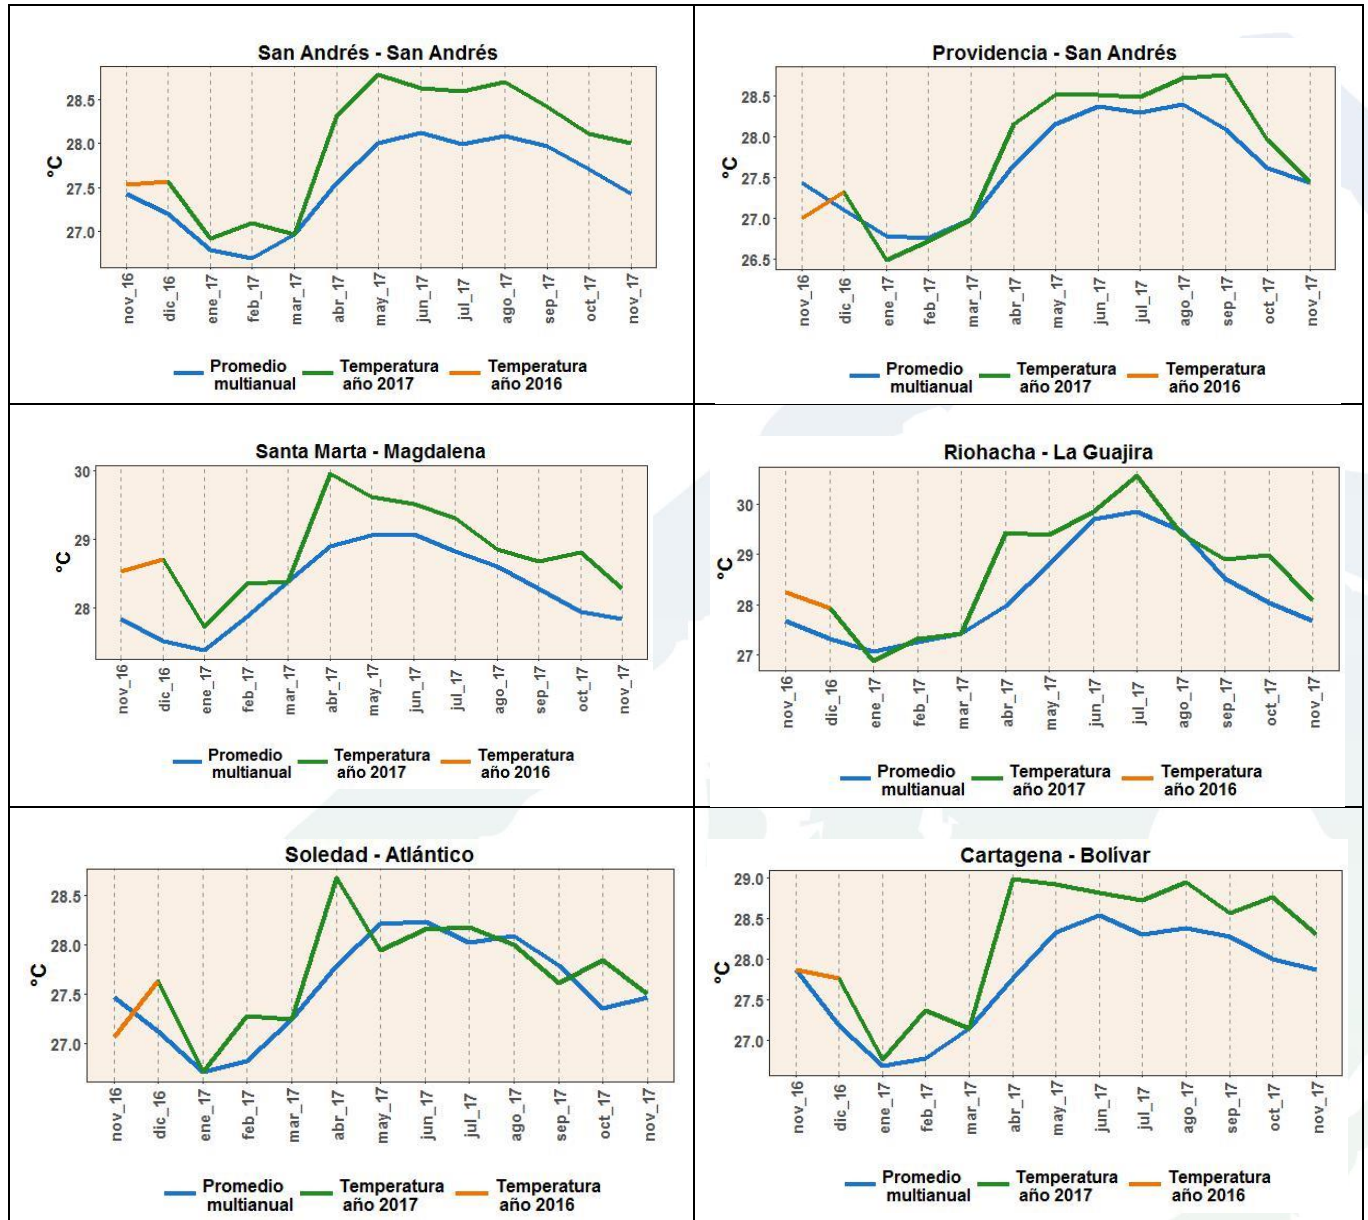 San Andrés - San Andrés
°C
28.5
28.0
27.5
27.0
nov_16 dic_16 ene_17 feb_17 mar_17 abr_17 may_17 jun_17 jul_17 ago_17 sep_17 oct_17 nov_17
Promedio Temperatura Temperatura
multianual año 2017 año 2016
Providencia - San Andrés
°C
28.5
28.0
27.5
27.0
26.5
nov_16 dic_16 ene_17 feb_17 mar_17 abr_17 may_17 jun_17 jul_17 ago_17 sep_17 oct_17 nov_17
Promedio Temperatura Temperatura
multianual año 2017 año 2016
Santa Marta - Magdalena
°C
30
29
28
nov_16 dic_16 ene_17 feb_17 mar_17 abr_17 may_17 jun_17 jul_17 ago_17 sep_17 oct_17 nov_17
Promedio Temperatura Temperatura
multianual año 2017 año 2016
Riohacha - La Guajira
°C
30
29
28
27
nov_16 dic_16 ene_17 feb_17 mar_17 abr_17 may_17 jun_17 jul_17 ago_17 sep_17 oct_17 nov_17
Promedio Temperatura Temperatura
multianual año 2017 año 2016
Soledad - Atlántico
°C
28.5
28.0
27.5
27.0
nov_16 dic_16 ene_17 feb_17 mar_17 abr_17 may_17 jun_17 jul_17 ago_17 sep_17 oct_17 nov_17
Promedio Temperatura Temperatura
multianual año 2017 año 2016
Cartagena - Bolívar
°C
29.0
28.5
28.0
27.5
27.0
nov_16 dic_16 ene_17 feb_17 mar_17 abr_17 may_17 jun_17 jul_17 ago_17 sep_17 oct_17 nov_17
Promedio Temperatura Temperatura
multianual año 2017 año 2016